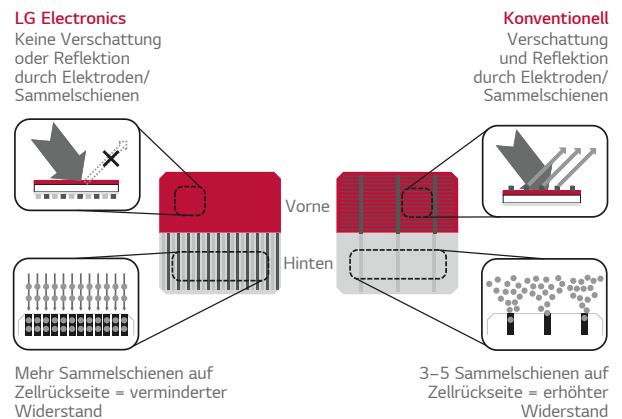 LG Electronics
Keine Verschattung
oder Reflektion
durch Elektroden/
Sammelschienen
Konventionell
Verschattung
und Reflektion
durch Elektroden/
Sammelschienen
Vorne
Hinten
Mehr Sammelschienen auf
Zellrückseite = verminderter
Widerstand
3–5 Sammelschienen auf
Zellrückseite = erhöhter
Widerstand